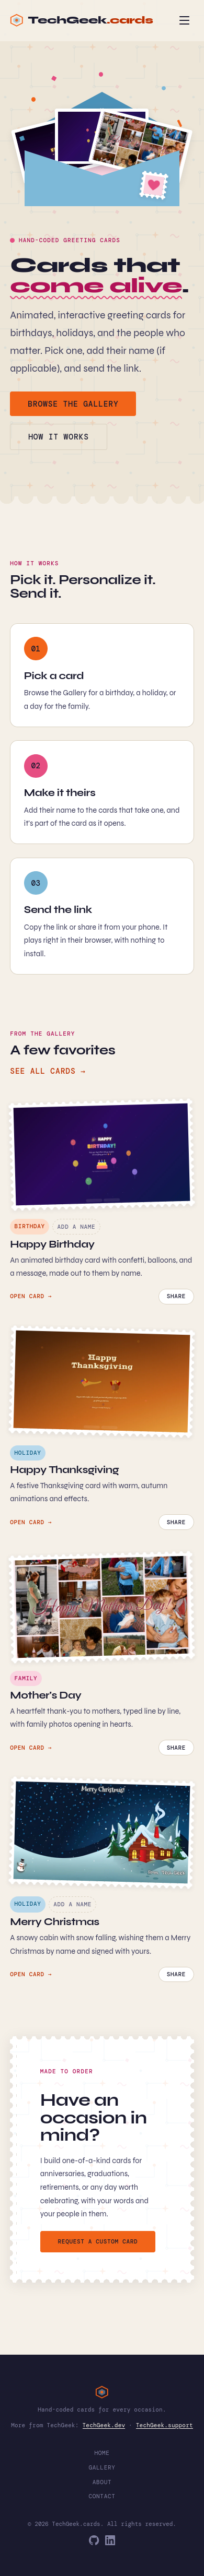 TechGeek.cards
HAND-CODED GREETING CARDS
Cards that
come alive.
Animated, interactive greeting cards for
birthdays, holidays, and the people who
matter. Pick one, add their name (if
applicable), and send the link.
BROWSE THE GALLERY
HOW IT WORKS
HOW IT WORKS
Pick it. Personalize it.
Send it.
01
Pick a card
Browse the Gallery for a birthday, a holiday, or
a day for the family.
02
Make it theirs
Add their name to the cards that take one, and
it's part of the card as it opens.
03
Send the link
Copy the link or share it from your phone. It
plays right in their browser, with nothing to
install.
FROM THE GALLERY
A few favorites
SEE ALL CARDS →
HAPPY
BIRTHDAY!
BIRTHDAY
ADD A NAME
Happy Birthday
An animated birthday card with confetti, balloons, and
a message, made out to them by name.
OPEN CARD →
SHARE
Happy
Thanksgiving
HOLIDAY
Happy Thanksgiving
A festive Thanksgiving card with warm, autumn
animations and effects.
OPEN CARD →
SHARE
Happy Mother's Day!
FAMILY
Mother's Day
A heartfelt thank-you to mothers, typed line by line,
with family photos opening in hearts.
OPEN CARD →
SHARE
Merry Christmas!
HOLIDAY
ADD A NAME
Merry Christmas
A snowy cabin with snow falling, wishing them a Merry
Christmas by name and signed with yours.
OPEN CARD →
SHARE
MADE TO ORDER
Have an
occasion in
mind?
I build one-of-a-kind cards for
anniversaries, graduations,
retirements, or any day worth
celebrating, with your words and
your people in them.
REQUEST A CUSTOM CARD
Hand-coded cards for every occasion.
More from TechGeek: TechGeek.dev · TechGeek.support
HOME
GALLERY
ABOUT
CONTACT
© 2026 TechGeek.cards. All rights reserved.